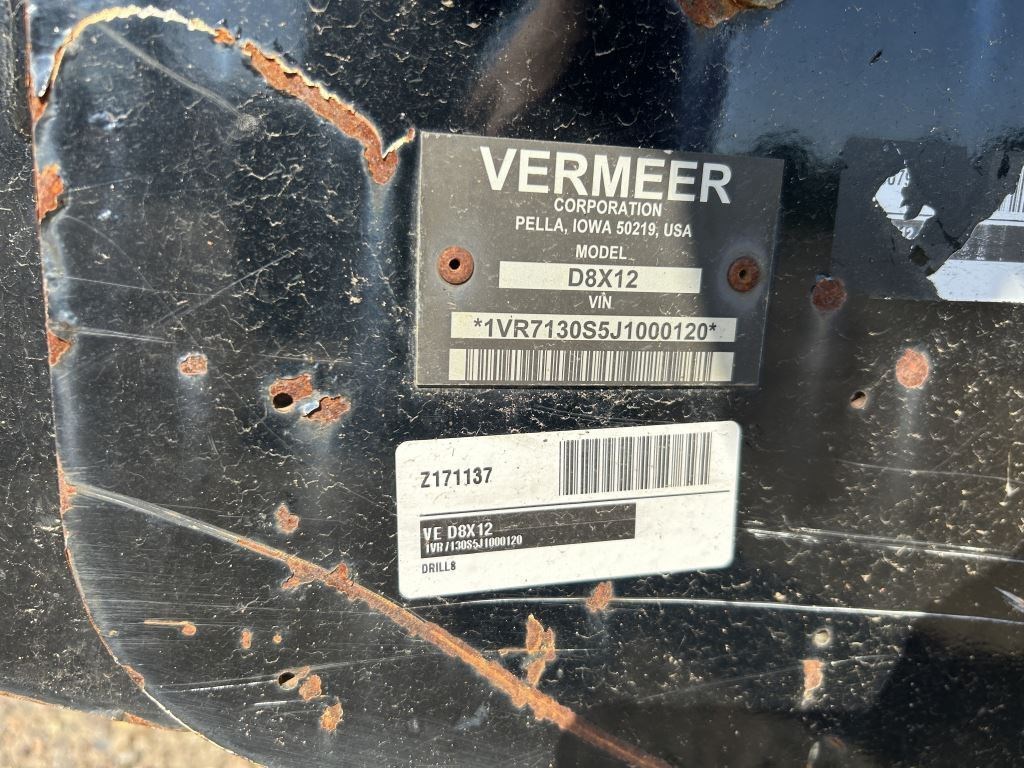 VERMEER
CORPORATION
PELLA, IOWA 50219, USA
MODEL
D8X12
VIN
*1VR7130S5J1000120*
Z171137
VE D8X12
1VR7130S5J1000120
DRILL8